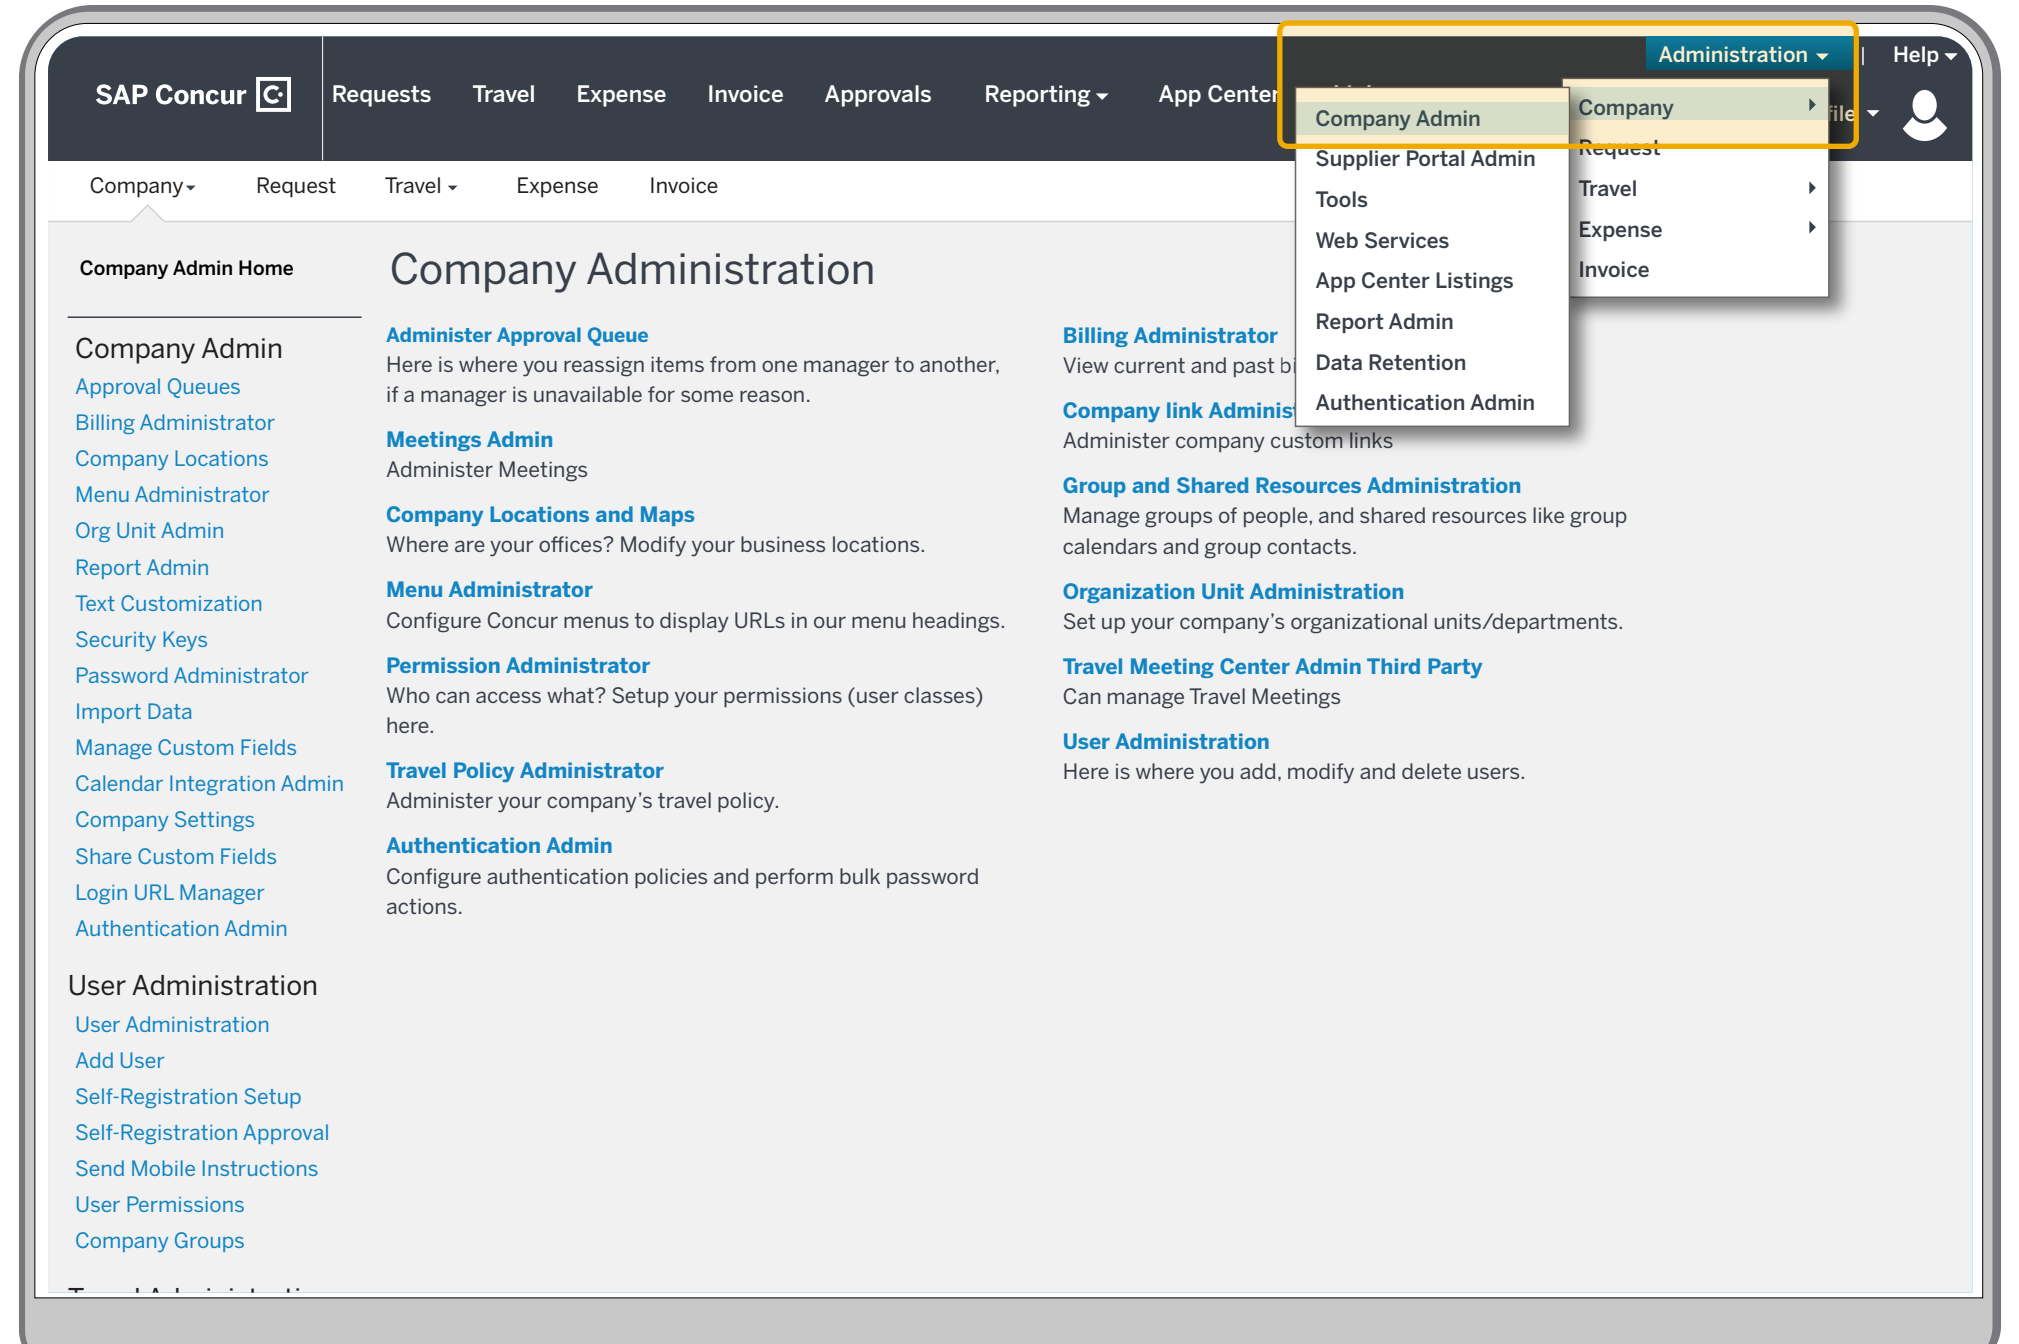 Administration
Help
SAP Concur C
Requests
Travel
Expense
Invoice
Approvals
Reporting
App Center
file
Company Admin
Supplier Portal Admin
Tools
Web Services
App Center Listings
Report Admin
Data Retention
Authentication Admin
Company
Request
Travel
Expense
Invoice
Company
Request
Travel
Expense
Invoice
Company Admin Home
Company Admin
Approval Queues
Billing Administrator
Company Locations
Menu Administrator
Org Unit Admin
Report Admin
Text Customization
Security Keys
Password Administrator
Import Data
Manage Custom Fields
Calendar Integration Admin
Company Settings
Share Custom Fields
Login URL Manager
Authentication Admin
User Administration
User Administration
Add User
Self-Registration Setup
Self-Registration Approval
Send Mobile Instructions
User Permissions
Company Groups
Company Administration
Administer Approval Queue
Here is where you reassign items from one manager to another,
if a manager is unavailable for some reason.
Meetings Admin
Administer Meetings
Company Locations and Maps
Where are your offices? Modify your business locations.
Menu Administrator
Configure Concur menus to display URLs in our menu headings.
Permission Administrator
Who can access what? Setup your permissions (user classes)
here.
Travel Policy Administrator
Administer your company's travel policy.
Authentication Admin
Configure authentication policies and perform bulk password
actions.
Billing Administrator
View current and past bi
Company link Adminis
Administer company custom links
Group and Shared Resources Administration
Manage groups of people, and shared resources like group
calendars and group contacts.
Organization Unit Administration
Set up your company's organizational units/departments.
Travel Meeting Center Admin Third Party
Can manage Travel Meetings
User Administration
Here is where you add, modify and delete users.